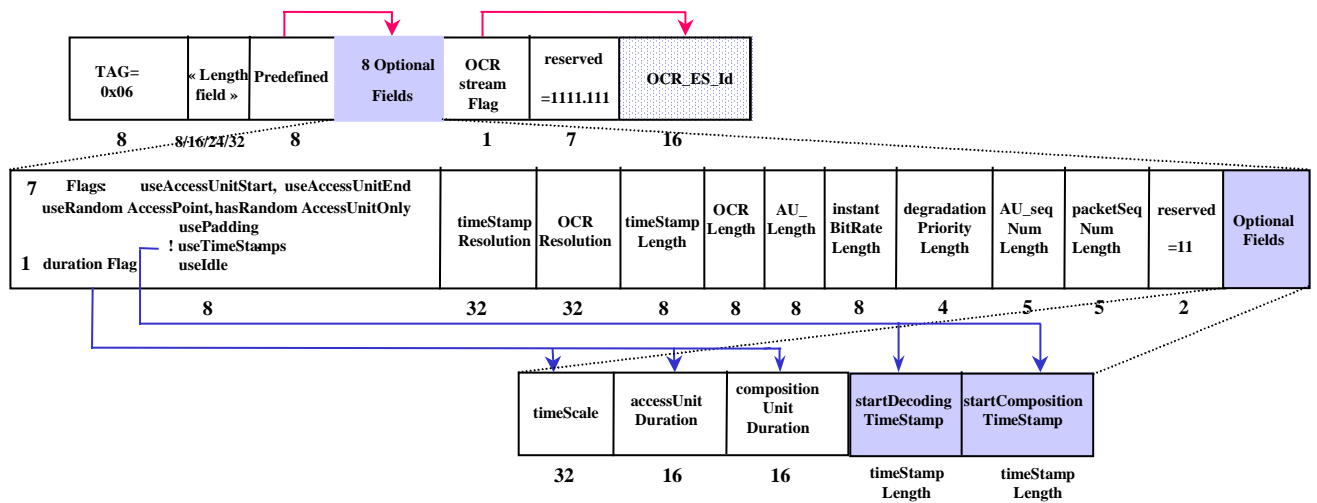 TAG=
0x06
« Length
field »
Predefined
8 Optional
Fields
OCR
stream
Flag
reserved
=1111.111
OCR_ES_Id
8
8/16/24/32
8
1
7
16
7 Flags: useAccessUnitStart, useAccessUnitEnd
useRandom AccessPoint, hasRandom AccessUnitOnly
usePadding
! useTimeStamps
1 duration Flag useIdle
timeStamp
Resolution
OCR
Resolution
timeStamp
Length
OCR
Length
AU_
Length
instant
BitRate
Length
degradation
Priority
Length
AU_seq
Num
Length
packetSeq
Num
Length
reserved
=11
Optional
Fields
8
32
32
8
8
8
8
4
5
5
2
timeScale
accessUnit
Duration
composition
Unit
Duration
startDecoding
TimeStamp
startComposition
TimeStamp
32
16
16
timeStamp
Length
timeStamp
Length